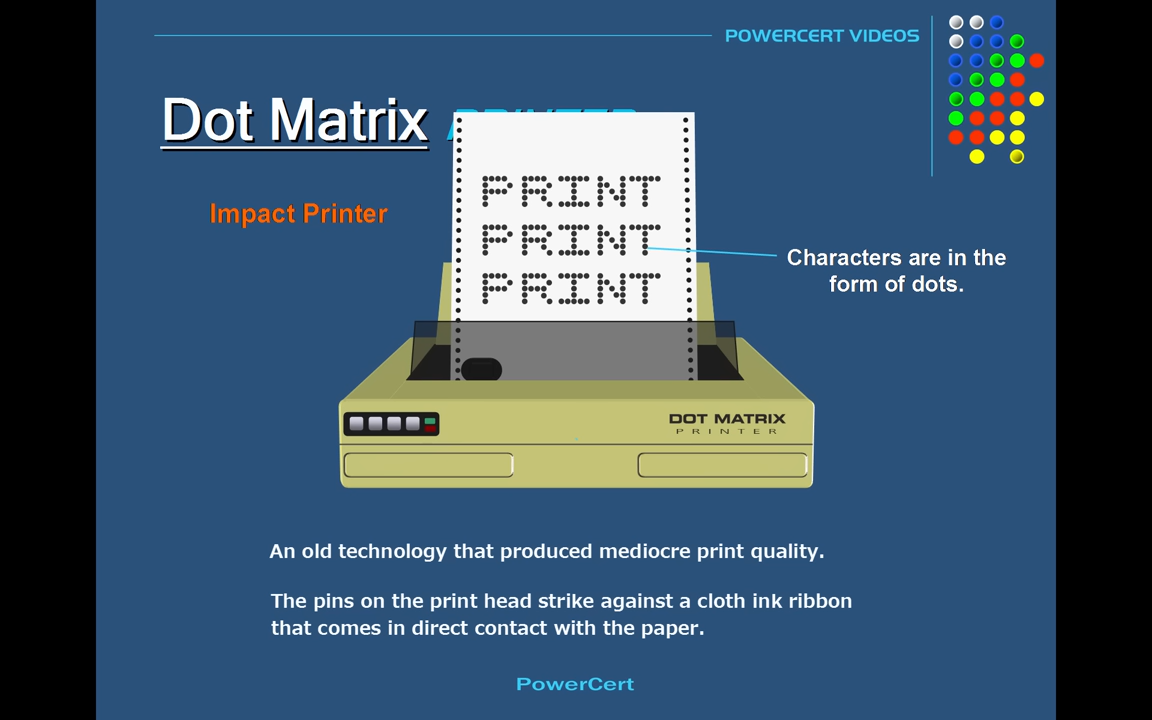 POWERCERT VIDEOS
Dot Matrix PRINTER
Impact Printer
PRINT
PRINT
PRINT
Characters are in the
form of dots.
DOT MATRIX
PRINTER
An old technology that produced mediocre print quality.
The pins on the print head strike against a cloth ink ribbon
that comes in direct contact with the paper.
PowerCert